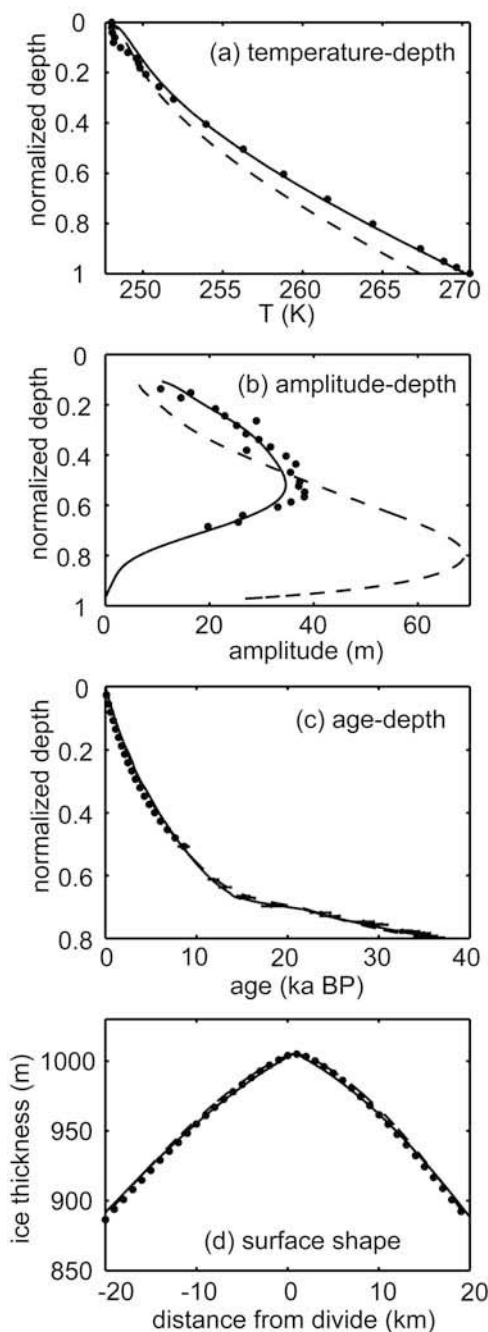 0
(a) temperature-depth
0.2
0.4
0.6
0.8
1
normalized depth
250 255 260 265 270
T (K)
0
(b) amplitude-depth
0.2
0.4
0.6
0.8
1
normalized depth
0 20 40 60
amplitude (m)
0
(c) age-depth
0.2
0.4
0.6
0.8
normalized depth
0 10 20 30 40
age (ka BP)
1000
950
900
850
ice thickness (m)
(d) surface shape
-20 -10 0 10 20
distance from divide (km)